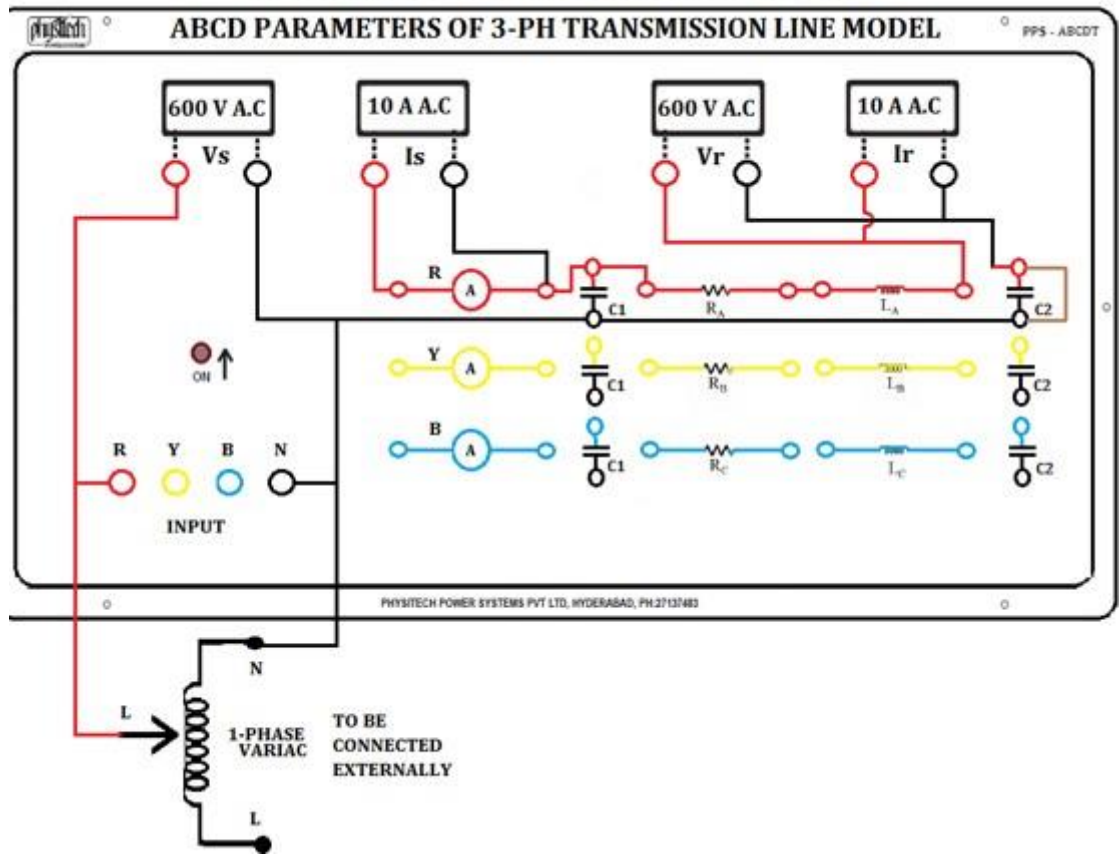 physitech
ABCD PARAMETERS OF 3-PH TRANSMISSION LINE MODEL
PPS - ABCDT
600 V A.C
10 A A.C
600 V A.C
10 A A.C
Vs
Is
Vr
Ir
R
A
C1
RA
LA
C2
Y
A
C1
RB
LB
C2
B
A
C1
RC
LC
C2
ON
R Y B N
INPUT
PHYSITECH POWER SYSTEMS PVT LTD, HYDERABAD, PH:27137483
N
L
1-PHASE
VARIAC
TO BE
CONNECTED
EXTERNALLY
L